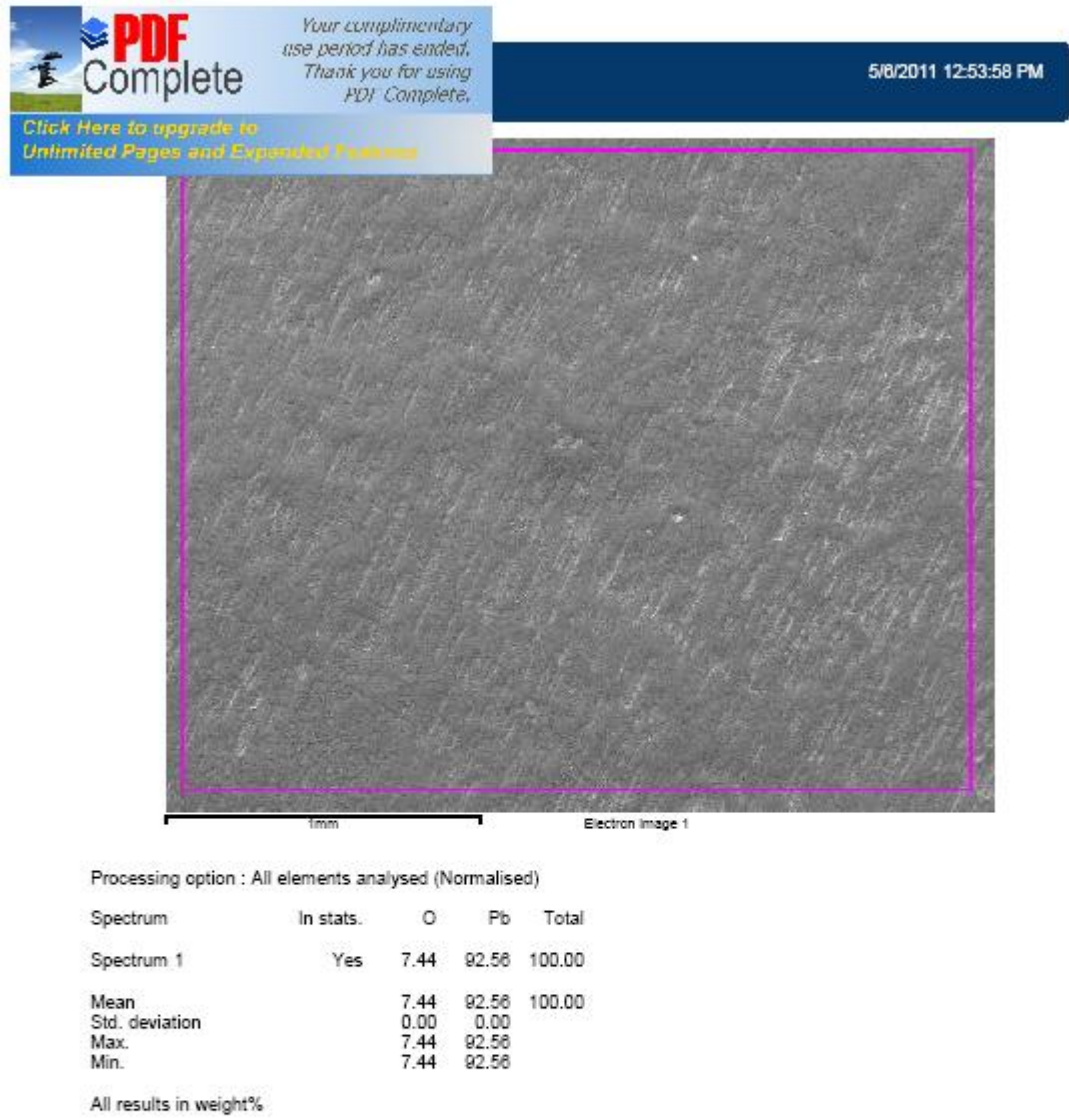 PDF
Complete
Your complimentary
use period has ended.
Thank you for using
PDF Complete.
Click Here to upgrade to
Unlimited Pages and Expanded Features
5/6/2011 12:53:58 PM
1mm
Electron Image 1
Processing option : All elements analysed (Normalised)
Spectrum In stats. O Pb Total
Spectrum 1 Yes 7.44 92.56 100.00
Mean 7.44 92.56 100.00
Std. deviation 0.00 0.00
Max. 7.44 92.56
Min. 7.44 92.56
All results in weight%